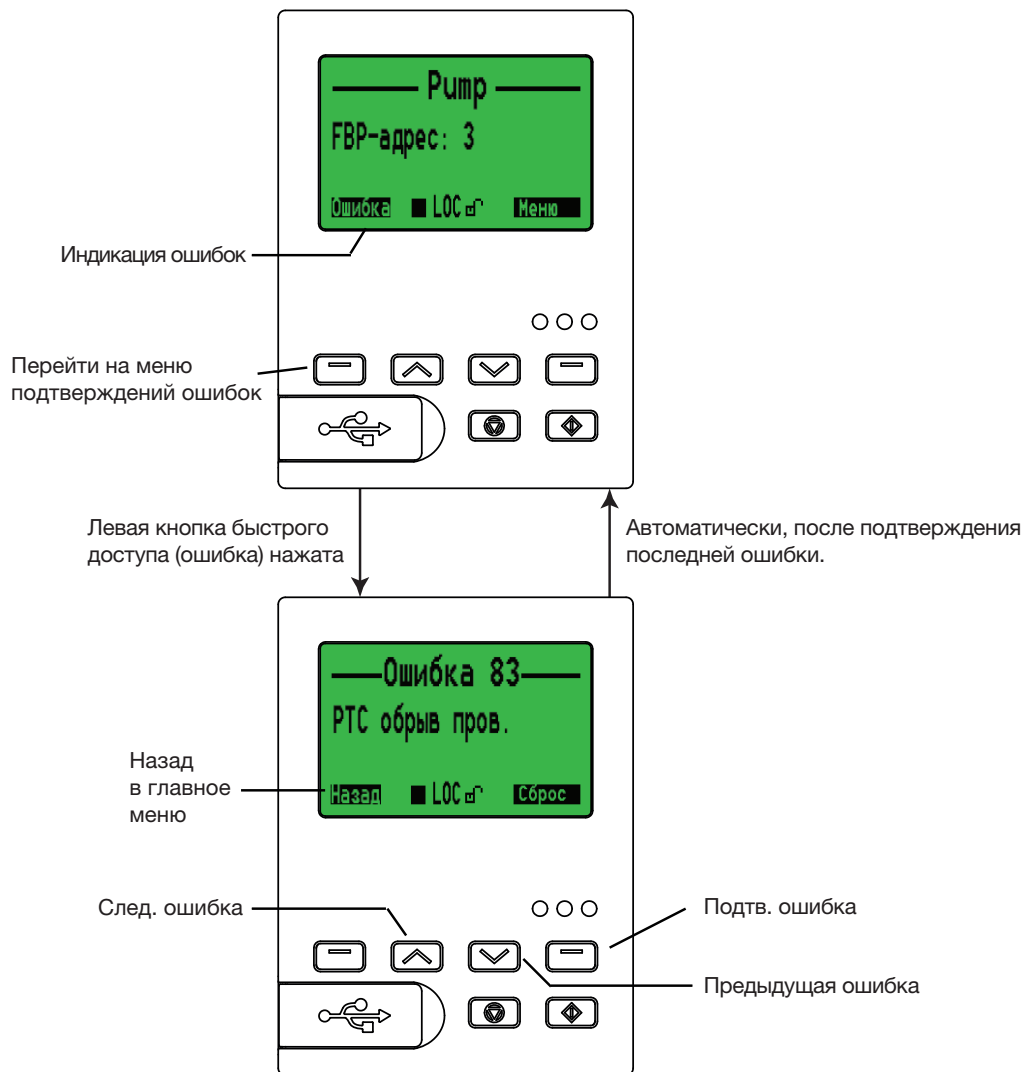 Pump
FBP-адрес: 3
Ошибка LOC Меню
Индикация ошибок
Перейти на меню
подтверждений ошибок
Левая кнопка быстрого
доступа (ошибка) нажата
Автоматически, после подтверждения
последней ошибки.
Ошибка 83
PTC обрыв пров.
Назад LOC Сброс
Назад
в главное
меню
След. ошибка
Подтв. ошибка
Предыдущая ошибка